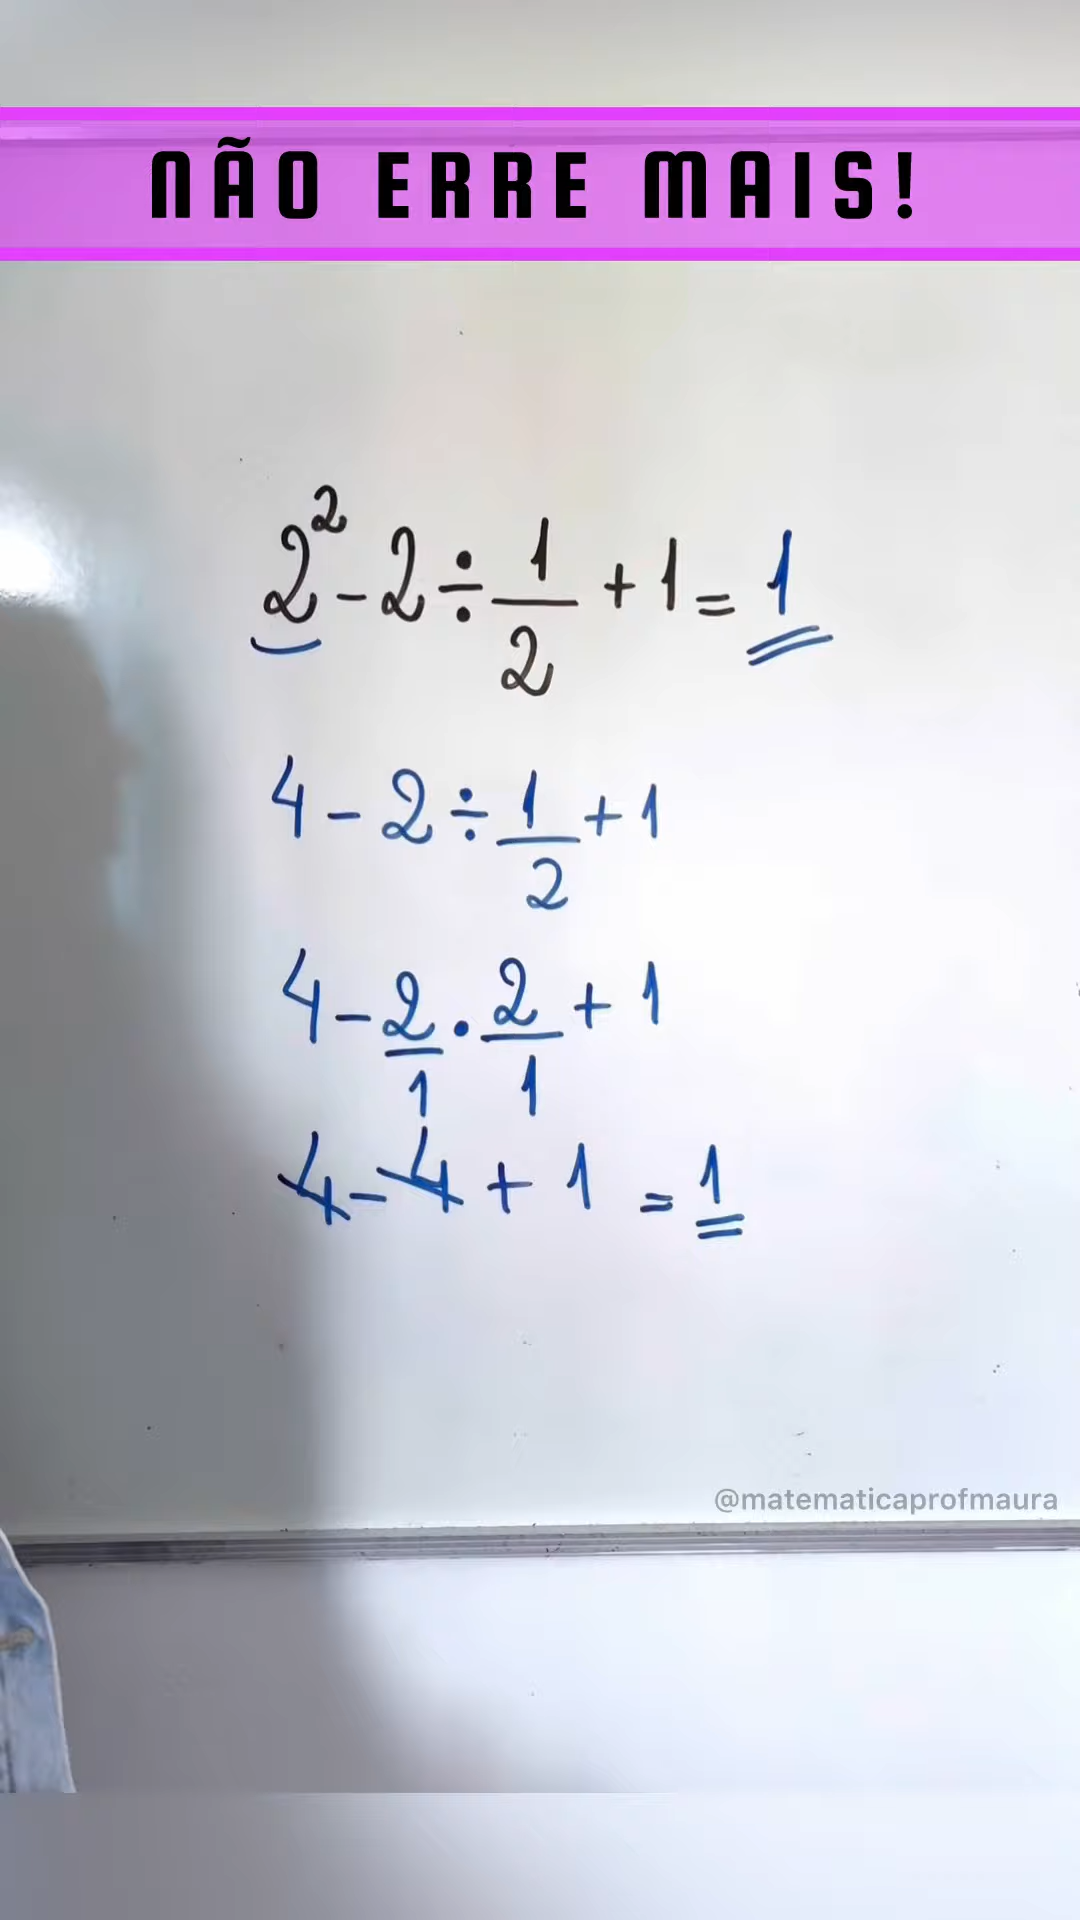 NÃO ERRE MAIS!
2² - 2 ÷ 1/2 + 1 = 1
4 - 2 ÷ 1/2 + 1
4 - 2/1 • 2/1 + 1
4 - 4 + 1 = 1
@matematicaprofmaura